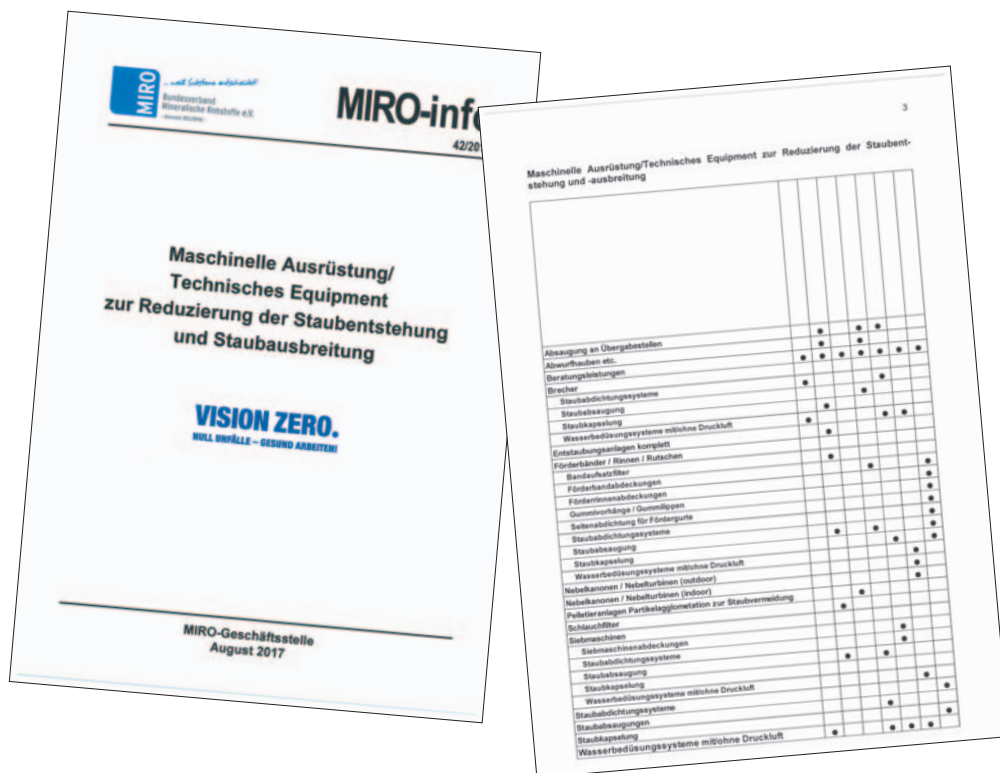 MIRO
...weil Substanz entscheidet!
Bundesverband
Mineralische Rohstoffe e.V.
MIRO-info
42/201
Maschinelle Ausrüstung/
Technisches Equipment
zur Reduzierung der Staubentstehung
und Staubausbreitung
VISION ZERO.
NULL UNFÄLLE – GESUND ARBEITEN!
MIRO-Geschäftsstelle
August 2017
3
Maschinelle Ausrüstung/Technisches Equipment zur Reduzierung der Staubent-
stehung und -ausbreitung
Absaugung an Übergabestellen
Abwurfhauben etc.
Beratungsleistungen
Brecher
Staubabdichtungssysteme
Staubabsaugung
Staubkapselung
Wasserbedüsungssysteme mit/ohne Druckluft
Entstaubungsanlagen komplett
Förderbänder / Rinnen / Rutschen
Bandaufsatzfilter
Förderbandabdeckungen
Förderrinnenabdeckungen
Gummivorhänge / Gummilippen
Seitenabdichtung für Fördergurte
Staubabdichtungssysteme
Staubabsaugung
Staubkapselung
Wasserbedüsungssysteme mit/ohne Druckluft
Nebelkanonen / Nebelturbinen (outdoor)
Nebelkanonen / Nebelturbinen (indoor)
Pelletieranlagen Partikelagglometation zur Staubvermeidung
Schlauchfilter
Siebmaschinen
Siebmaschinenabdeckungen
Staubabdichtungssysteme
Staubabsaugung
Staubkapselung
Wasserbedüsungssysteme mit/ohne Druckluft
Staubabdichtungssysteme
Staubabsaugungen
Staubkapselung
Wasserbedüsungssysteme mit/ohne Druckluft